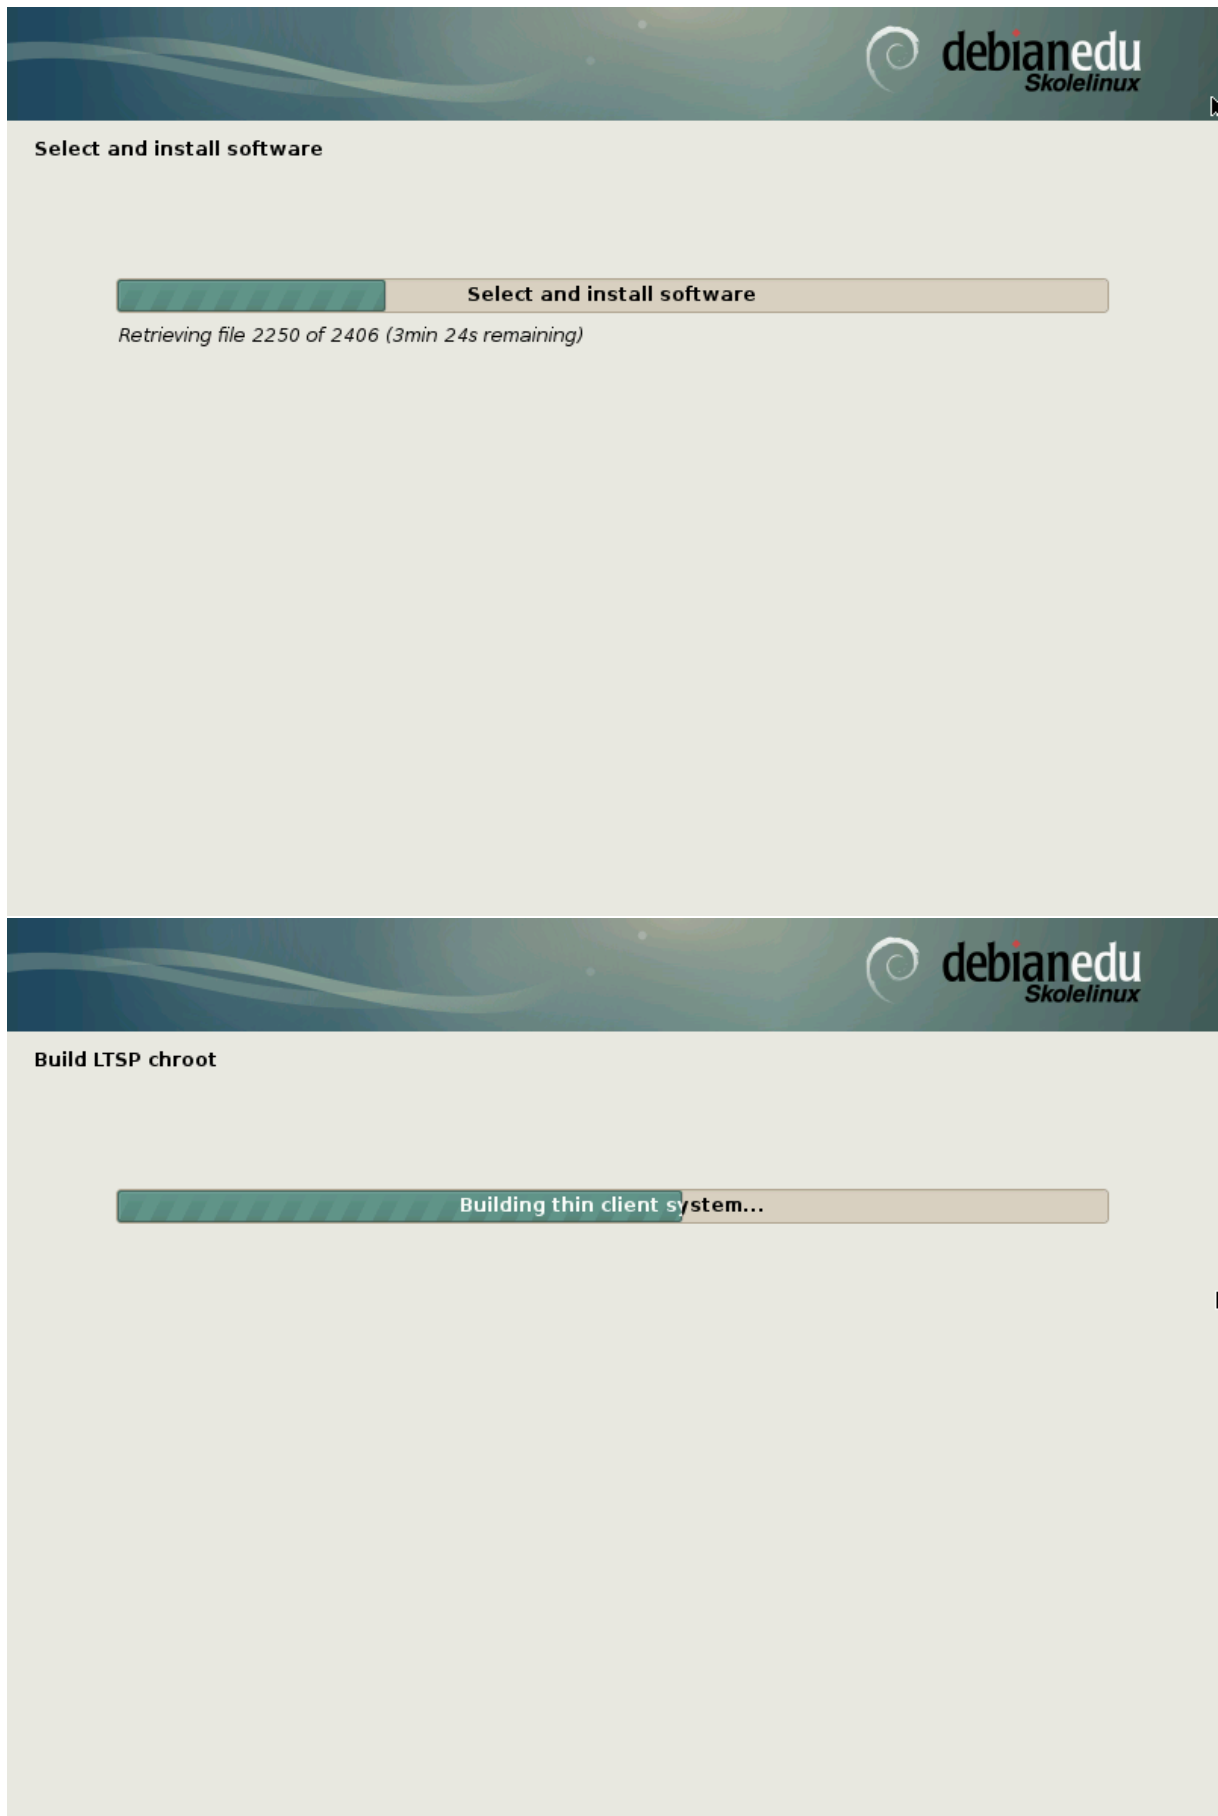 debianedu
Skolelinux
Select and install software
Select and install software
Retrieving file 2250 of 2406 (3min 24s remaining)
debianedu
Skolelinux
Build LTSP chroot
Building thin client system...